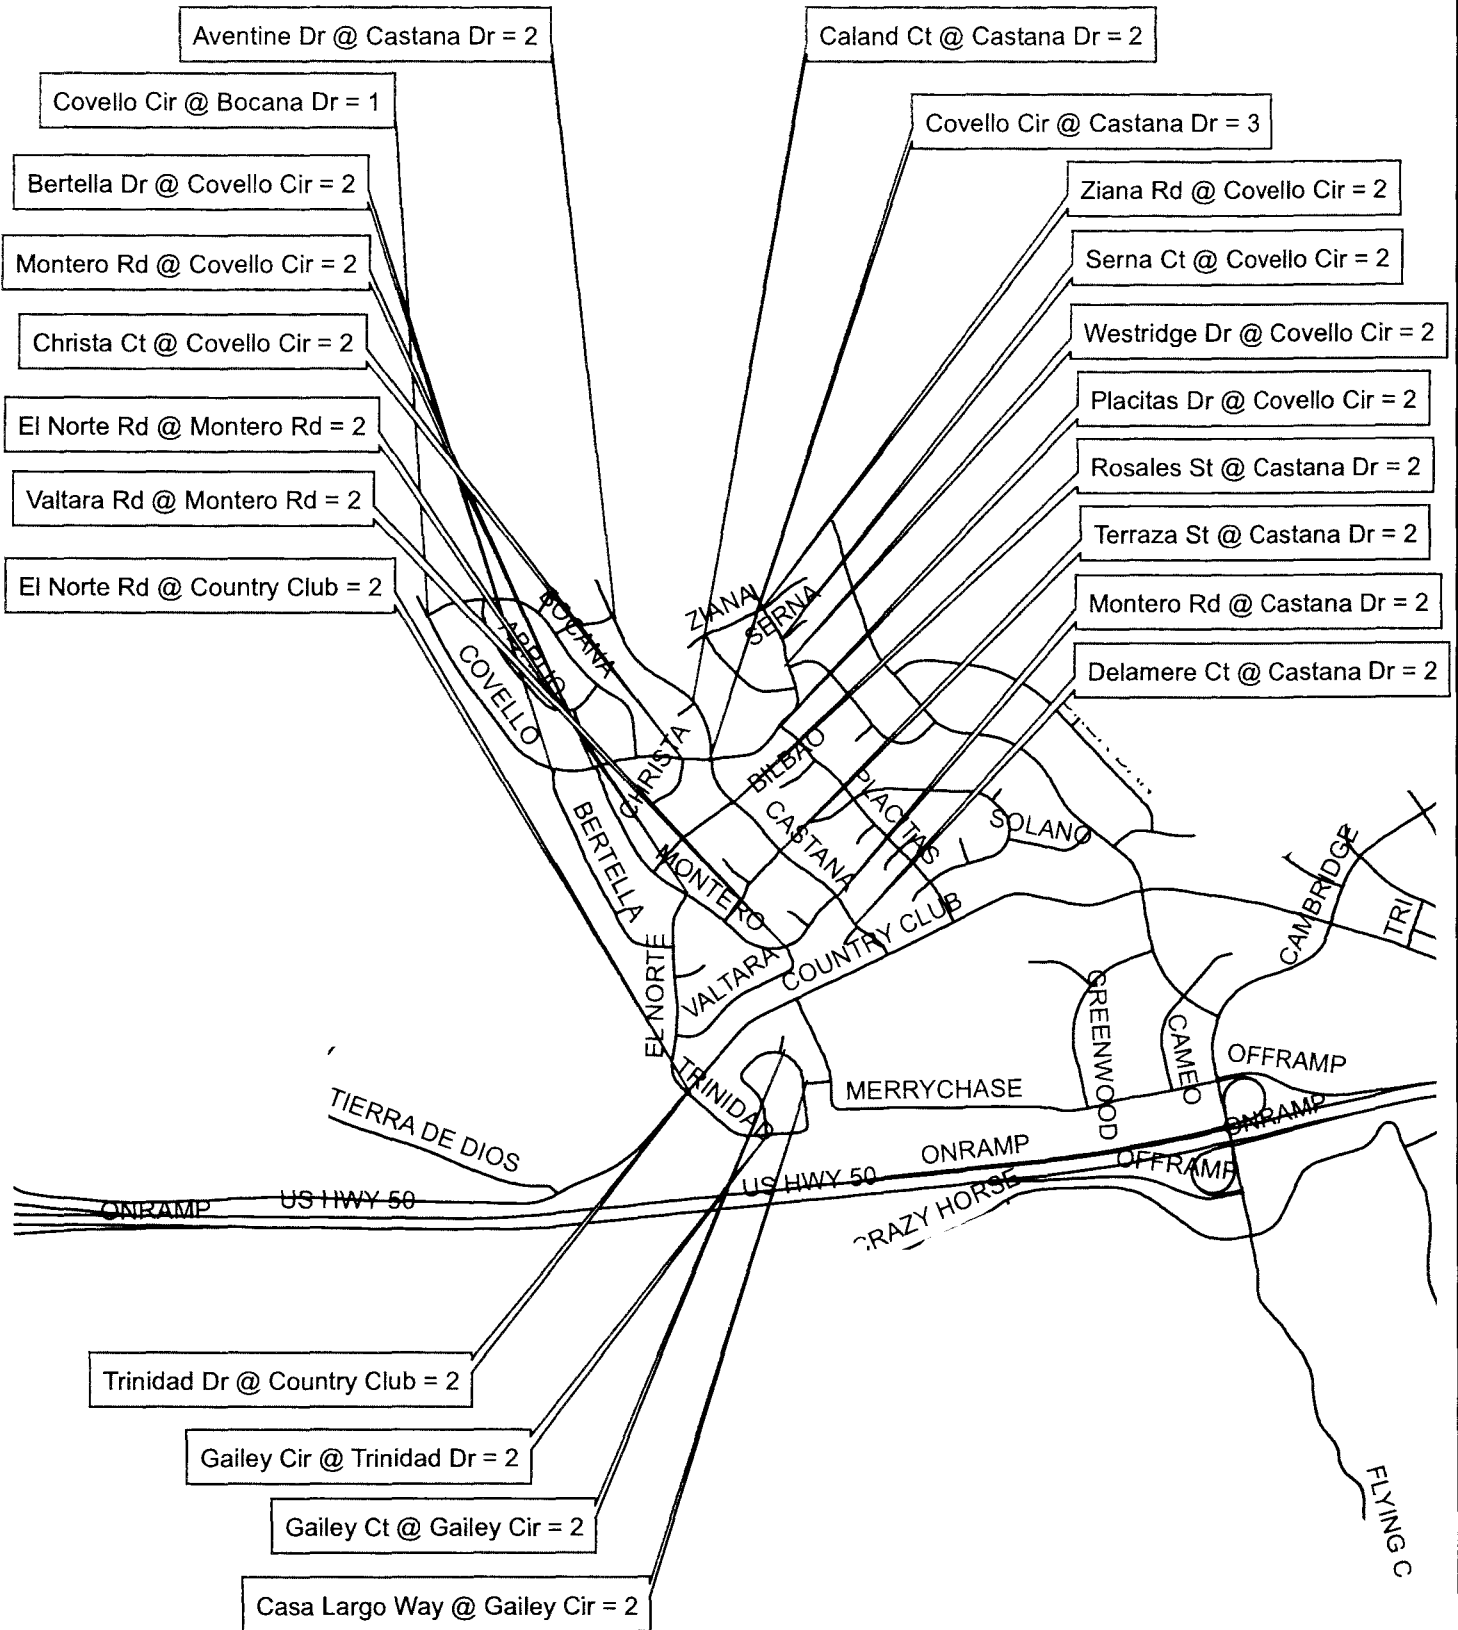 Aventine Dr @ Castana Dr = 2
Caland Ct @ Castana Dr = 2
Covello Cir @ Bocana Dr = 1
Covello Cir @ Castana Dr = 3
Bertella Dr @ Covello Cir = 2
Ziana Rd @ Covello Cir = 2
Montero Rd @ Covello Cir = 2
Serna Ct @ Covello Cir = 2
Christa Ct @ Covello Cir = 2
Westridge Dr @ Covello Cir = 2
El Norte Rd @ Montero Rd = 2
Placitas Dr @ Covello Cir = 2
Valtara Rd @ Montero Rd = 2
Rosales St @ Castana Dr = 2
El Norte Rd @ Country Club = 2
Terraza St @ Castana Dr = 2
Montero Rd @ Castana Dr = 2
Delamere Ct @ Castana Dr = 2
BOCANA
ZIANA
SERNA
COVELLO
CHRISTA
BILBAO
PLACITAS
CASTANA
SOLANO
BERTELLA
MONTERO
CAMBRIDGE
TRI
COUNTRY CLUB
EL NORTE
VALTARA
GREENWOOD
CAMEO
OFFRAMP
TRINIDAD
MERRYCHASE
TIERRA DE DIOS
ONRAMP
ONRAMP
OFFRAMP
US HWY 50
US HWY 50
ONRAMP
CRAZY HORSE
Trinidad Dr @ Country Club = 2
Gailey Cir @ Trinidad Dr = 2
Gailey Ct @ Gailey Cir = 2
Casa Largo Way @ Gailey Cir = 2
FLYING C